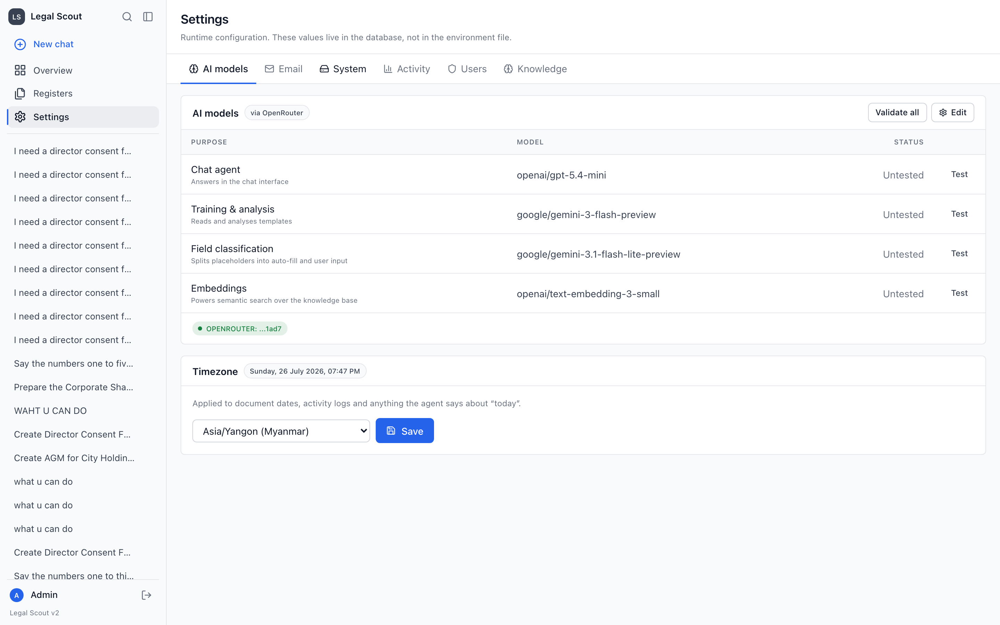 LS Legal Scout
New chat
Overview
Registers
Settings
I need a director consent f...
I need a director consent f...
I need a director consent f...
I need a director consent f...
I need a director consent f...
I need a director consent f...
I need a director consent f...
I need a director consent f...
I need a director consent f...
Say the numbers one to fiv...
Prepare the Corporate Sha...
WAHT U CAN DO
Create Director Consent F...
Create AGM for City Holdin...
what u can do
what u can do
what u can do
Create Director Consent F...
Say the numbers one to thi...
A Admin
Legal Scout v2
Settings
Runtime configuration. These values live in the database, not in the environment file.
AI models Email System Activity Users Knowledge
AI models via OpenRouter Validate all Edit
PURPOSE MODEL STATUS
Chat agent
Answers in the chat interface
openai/gpt-5.4-mini Untested Test
Training & analysis
Reads and analyses templates
google/gemini-3-flash-preview Untested Test
Field classification
Splits placeholders into auto-fill and user input
google/gemini-3.1-flash-lite-preview Untested Test
Embeddings
Powers semantic search over the knowledge base
openai/text-embedding-3-small Untested Test
OPENROUTER: ...1ad7
Timezone Sunday, 26 July 2026, 07:47 PM
Applied to document dates, activity logs and anything the agent says about “today”.
Asia/Yangon (Myanmar) Save